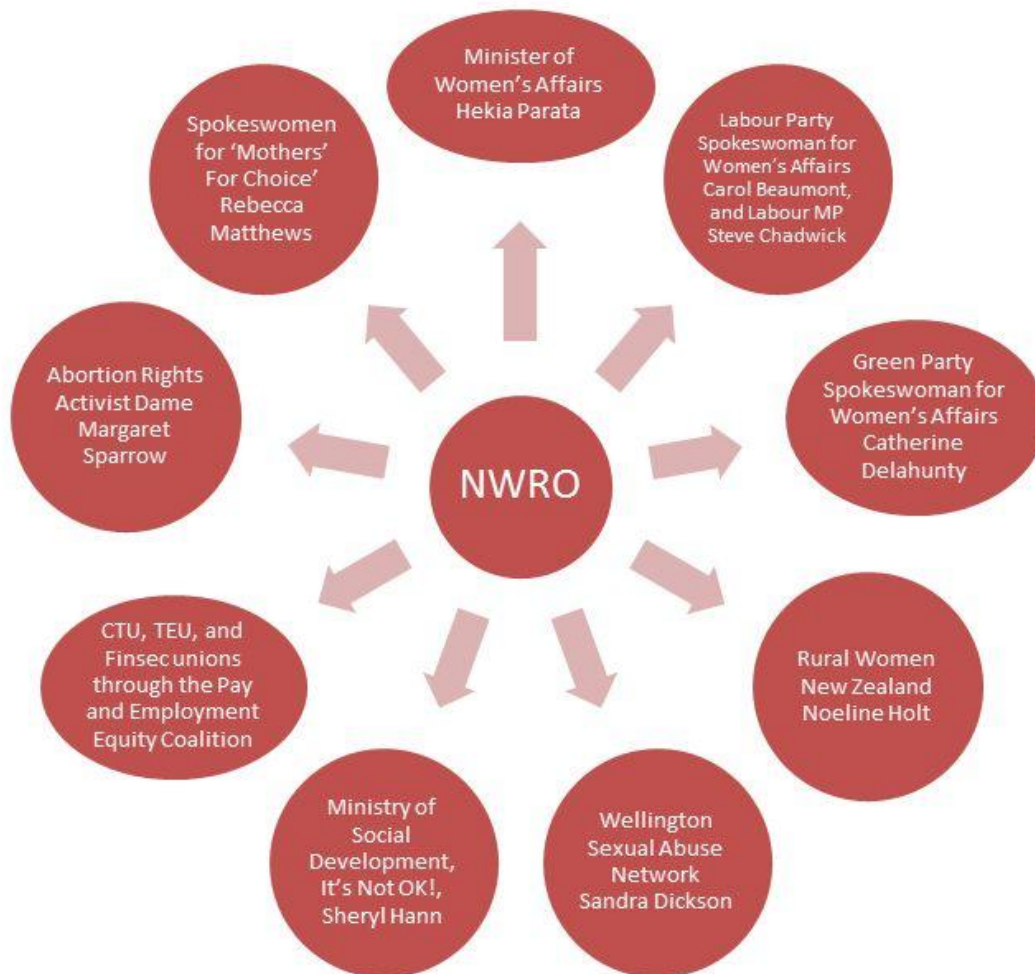 Minister of
Women's Affairs
Hekia Parata
Labour Party
Spokeswoman for
Women's Affairs
Carol Beaumont,
and Labour MP
Steve Chadwick
Green Party
Spokeswoman for
Women's Affairs
Catherine
Delahunty
Rural Women
New Zealand
Noeline Holt
Wellington
Sexual Abuse
Network
Sandra Dickson
Ministry of
Social
Development,
It's Not OK!,
Sheryl Hann
CTU, TEU, and
Finsec unions
through the Pay
and Employment
Equity Coalition
Abortion Rights
Activist Dame
Margaret
Sparrow
Spokeswomen
for ‘Mothers’
For Choice’
Rebecca
Matthews
NWRO